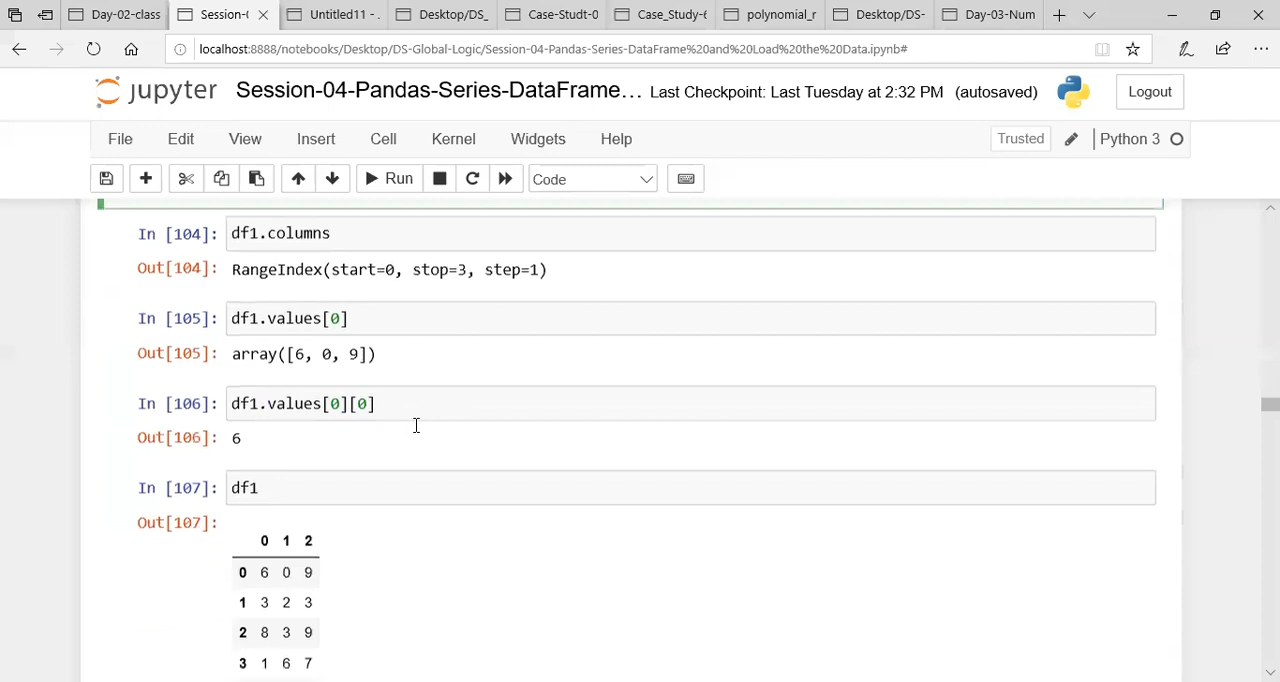 Day-02-class
Session-(
Untitled11 - .
Desktop/DS_
Case-Studt-0
Case_Study-6
polynomial_r
Desktop/DS-
Day-03-Num
localhost:8888/notebooks/Desktop/DS-Global-Logic/Session-04-Pandas-Series-DataFrame%20and%20Load%20the%20Data.ipynb#
jupyter Session-04-Pandas-Series-DataFrame... Last Checkpoint: Last Tuesday at 2:32 PM (autosaved)
Logout
File Edit View Insert Cell Kernel Widgets Help
Trusted Python 3
Run Code
In [104]: df1.columns
Out[104]: RangeIndex(start=0, stop=3, step=1)
In [105]: df1.values[0]
Out[105]: array([6, 0, 9])
In [106]: df1.values[0][0]
Out[106]: 6
In [107]: df1
Out[107]:
0 1 2
0 6 0 9
1 3 2 3
2 8 3 9
3 1 6 7